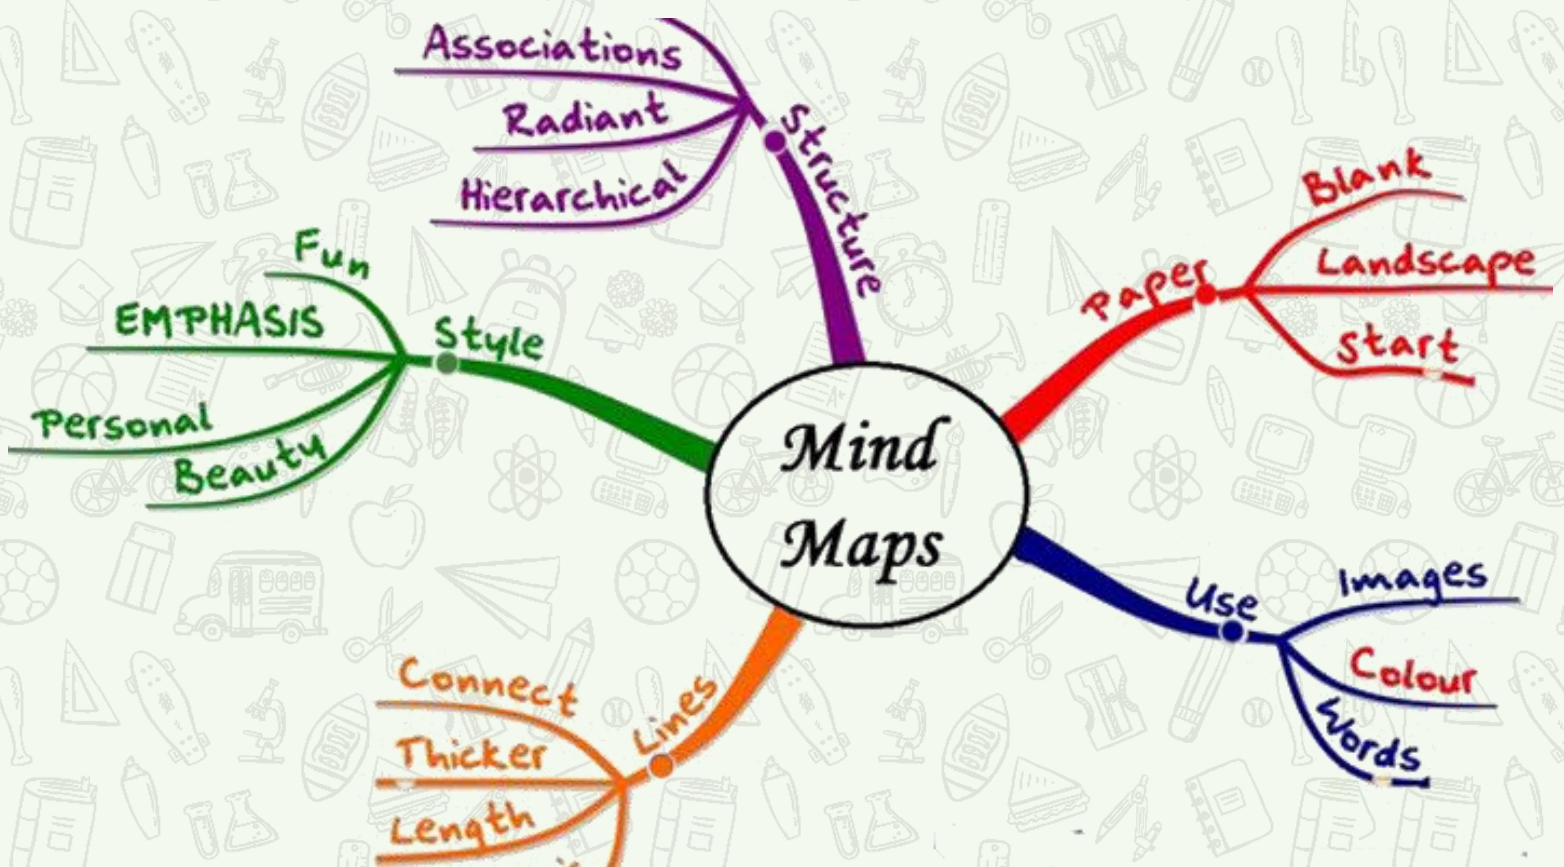 Associations
Radiant
Hierarchical
Structure
Blank
Landscape
Start
Paper
Fun
EMPHASIS
Personal
Beauty
Style
Mind
Maps
Use
Images
Colour
Words
Lines
Connect
Thicker
Length